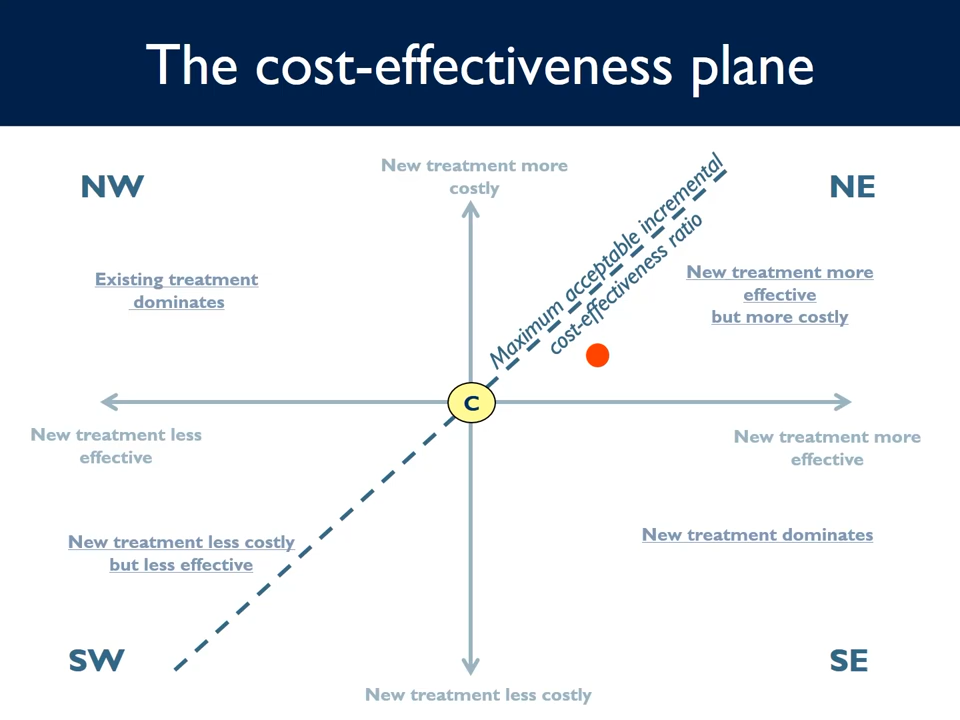 The cost-effectiveness plane
New treatment more
costly
NW
NE
Maximum acceptable incremental
cost-effectiveness ratio
Existing treatment
dominates
New treatment more
effective
but more costly
C
New treatment less
effective
New treatment more
effective
New treatment less costly
but less effective
New treatment dominates
SW
SE
New treatment less costly